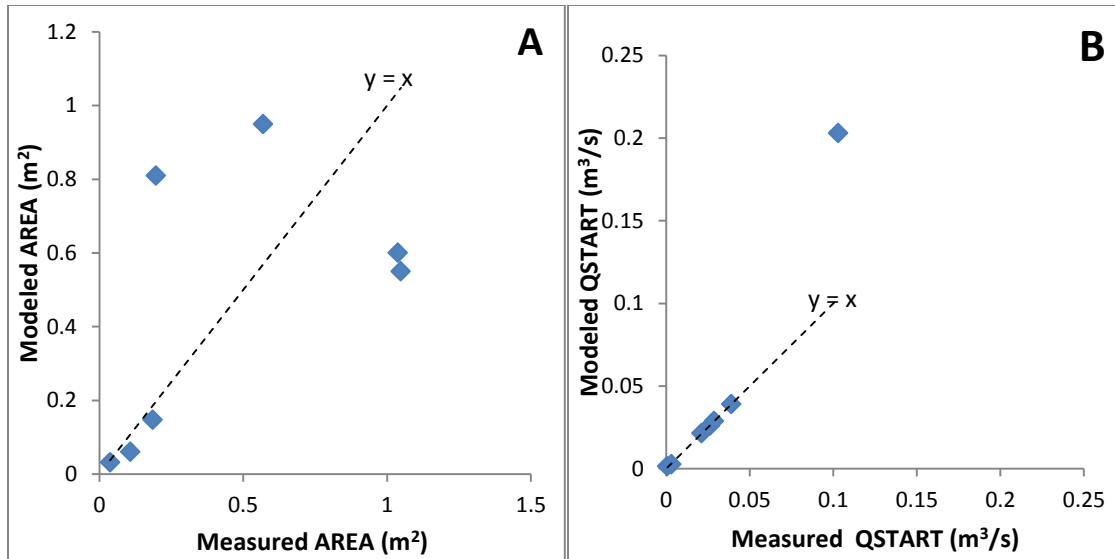 A
y = x
Modeled AREA (m²)
1.2
1
0.8
0.6
0.4
0.2
0
0
0.5
1
1.5
Measured AREA (m²)
B
y = x
Modeled QSTART (m³/s)
0.25
0.2
0.15
0.1
0.05
0
0
0.05
0.1
0.15
0.2
0.25
Measured QSTART (m³/s)